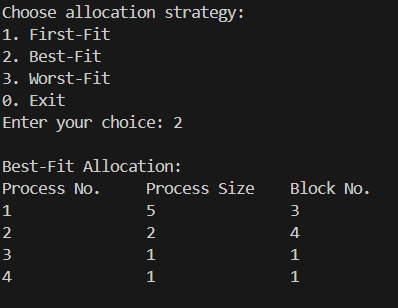 Choose allocation strategy:
1. First-Fit
2. Best-Fit
3. Worst-Fit
0. Exit
Enter your choice: 2
Best-Fit Allocation:
Process No. Process Size Block No.
1 5 3
2 2 4
3 1 1
4 1 1